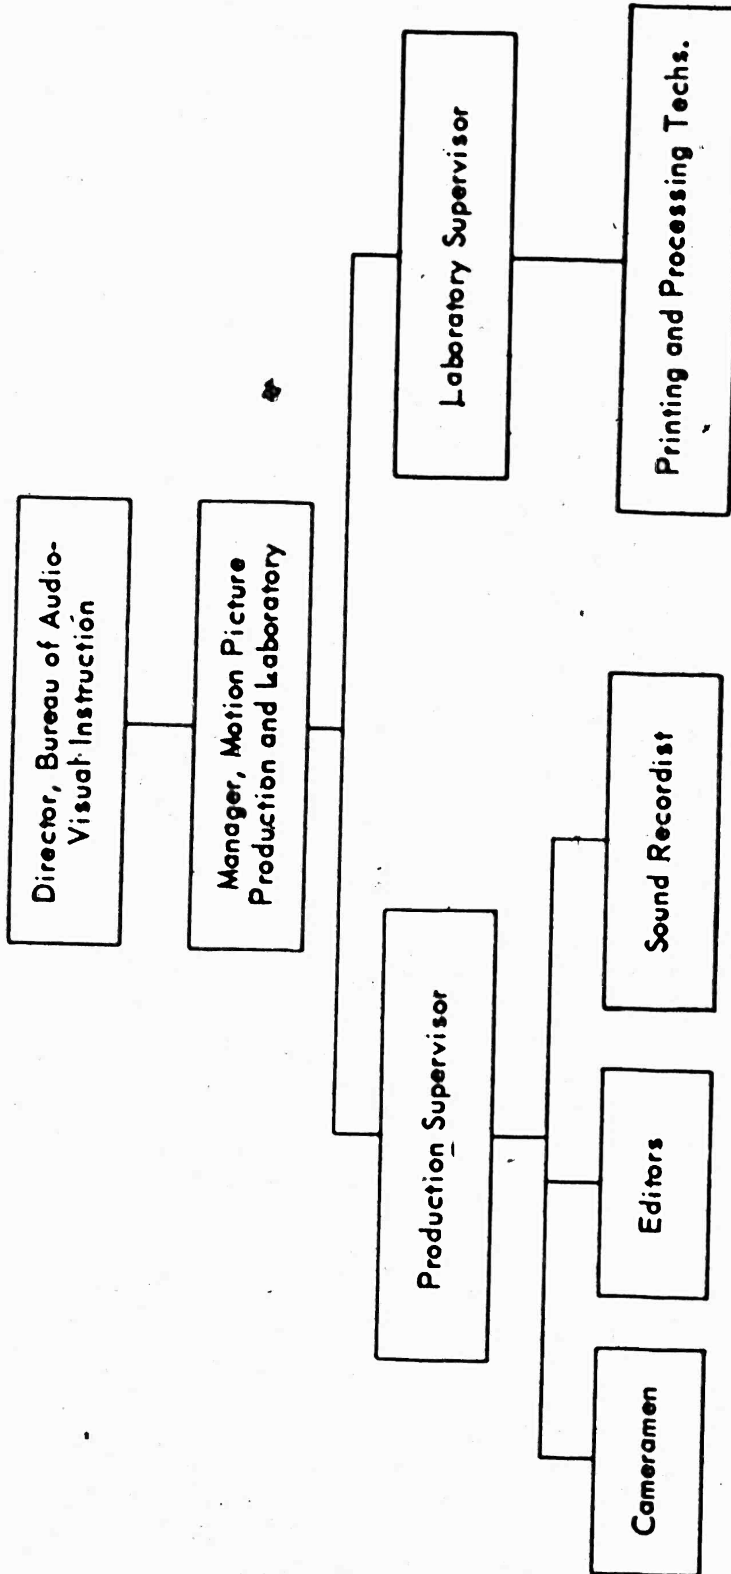 Director, Bureau of Audio-
Visual Instruction
Manager, Motion Picture
Production and Laboratory
Production Supervisor
Laboratory Supervisor
Cameramen
Editors
Sound Recordist
Printing and Processing Techs.